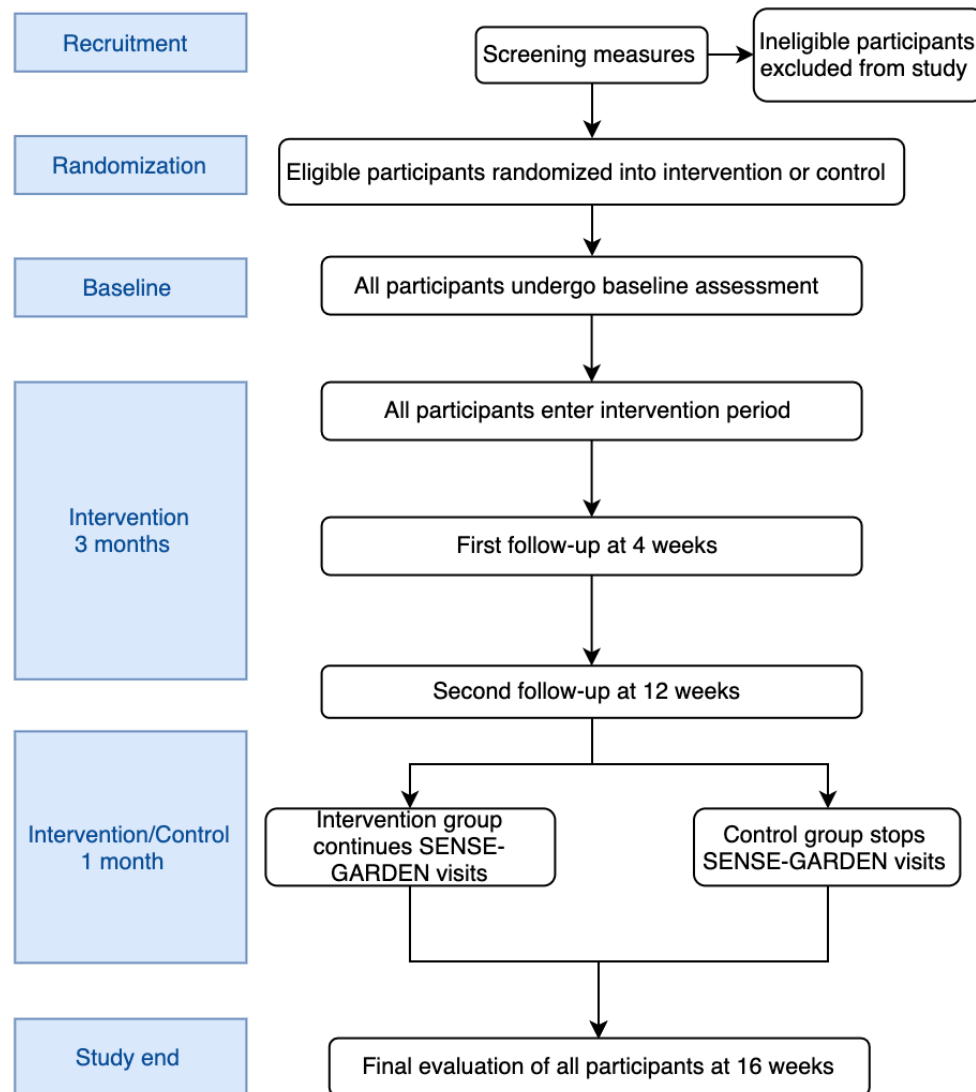 Recruitment
Screening measures
Ineligible participants
excluded from study
Randomization
Eligible participants randomized into intervention or control
Baseline
All participants undergo baseline assessment
All participants enter intervention period
Intervention
3 months
First follow-up at 4 weeks
Second follow-up at 12 weeks
Intervention/Control
1 month
Intervention group
continues SENSE-
GARDEN visits
Control group stops
SENSE-GARDEN visits
Study end
Final evaluation of all participants at 16 weeks